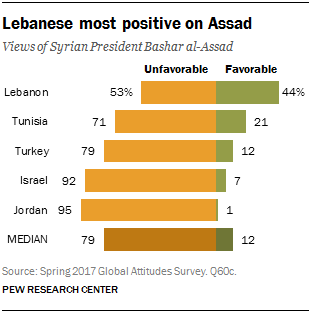 Lebanese most positive on Assad
Views of Syrian President Bashar al-Assad
Unfavorable Favorable
Lebanon 53% 44%
Tunisia 71 21
Turkey 79 12
Israel 92 7
Jordan 95 1
MEDIAN 79 12
Source: Spring 2017 Global Attitudes Survey. Q60c.
PEW RESEARCH CENTER